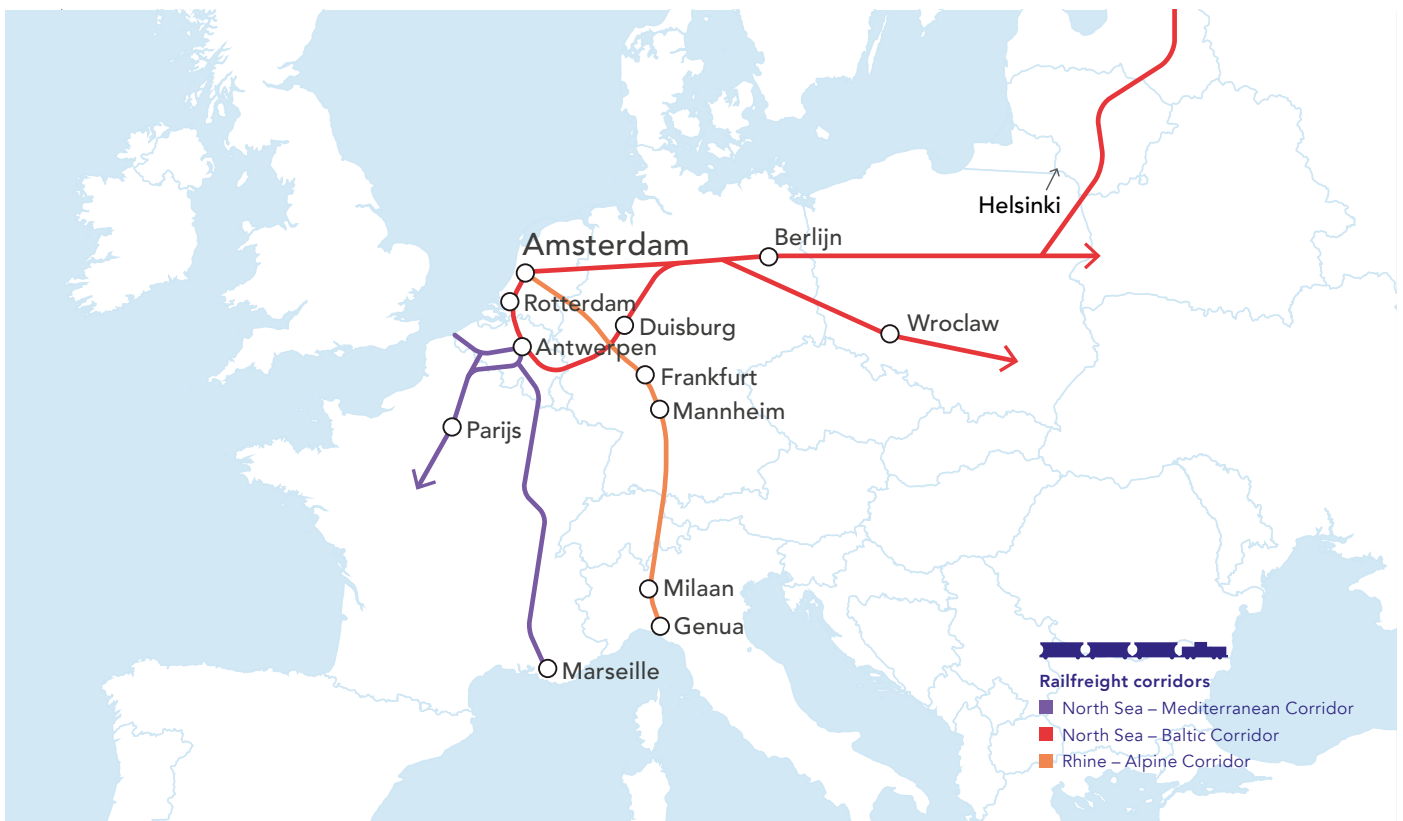 Helsinki
Berlijn
Amsterdam
Rotterdam
Duisburg
Wroclaw
Antwerpen
Frankfurt
Mannheim
Parijs
Milaan
Genua
Marseille
Railfreight corridors
North Sea – Mediterranean Corridor
North Sea – Baltic Corridor
Rhine – Alpine Corridor